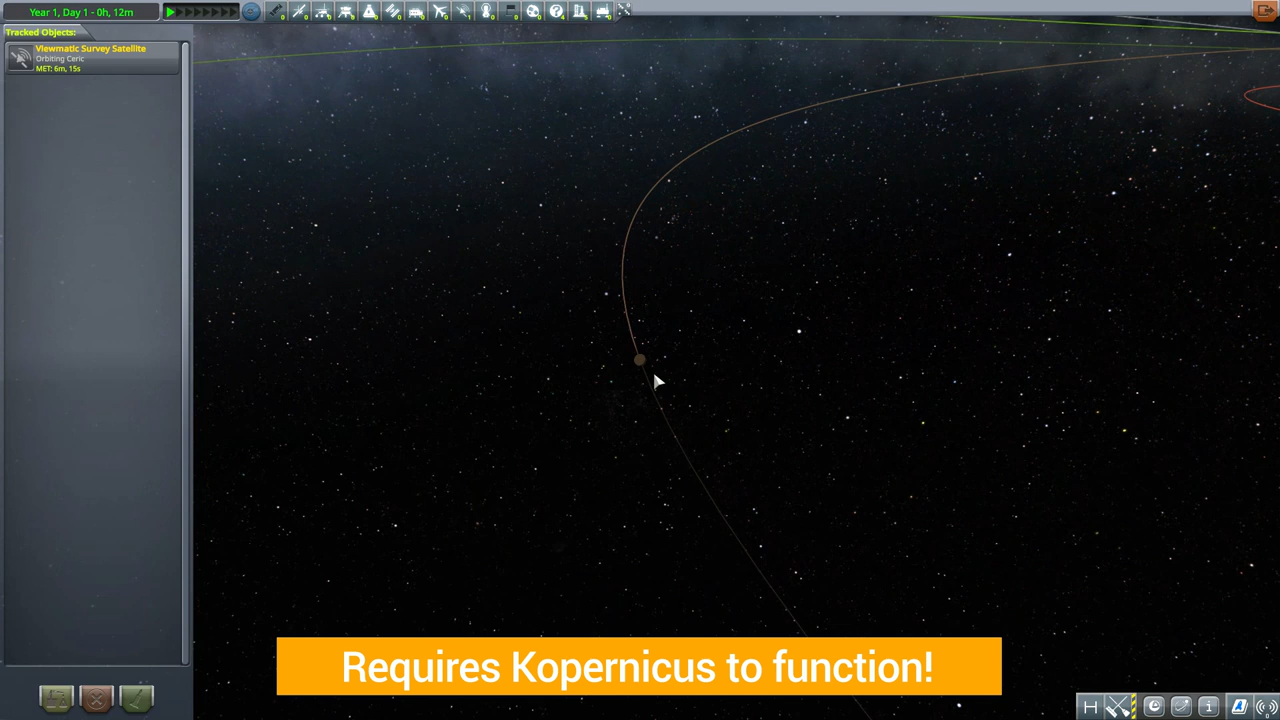 Year 1, Day 1 - 0h, 12m
Tracked Objects:
Viewmatic Survey Satellite
Orbiting Ceric
MET: 6m, 15s
Requires Kopernicus to function!